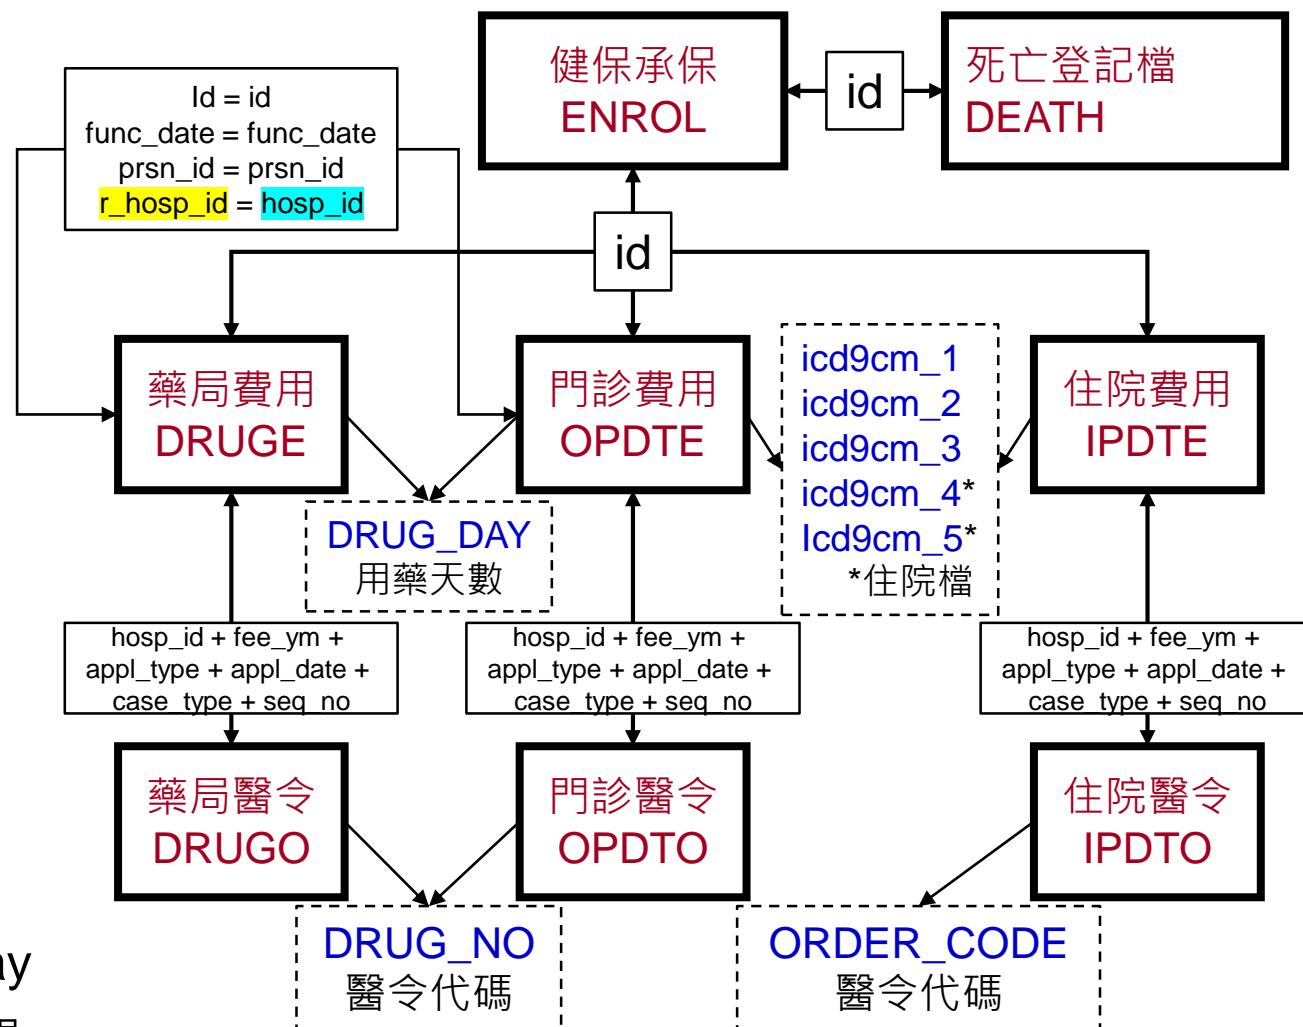 健保承保
ENROL
id
死亡登記檔
DEATH
Id = id
func_date = func_date
prsn_id = prsn_id
r_hosp_id = hosp_id
id
藥局費用
DRUGE
門診費用
OPDTE
icd9cm_1
icd9cm_2
icd9cm_3
icd9cm_4*
Icd9cm_5*
*住院檔
住院費用
IPDTE
DRUG_DAY
用藥天數
hosp_id + fee_ym +
appl_type + appl_date +
case_type + seq_no
hosp_id + fee_ym +
appl_type + appl_date +
case_type + seq_no
hosp_id + fee_ym +
appl_type + appl_date +
case_type + seq_no
藥局醫令
DRUGO
門診醫令
OPDTO
住院醫令
IPDTO
DRUG_NO
醫令代碼
ORDER_CODE
醫令代碼